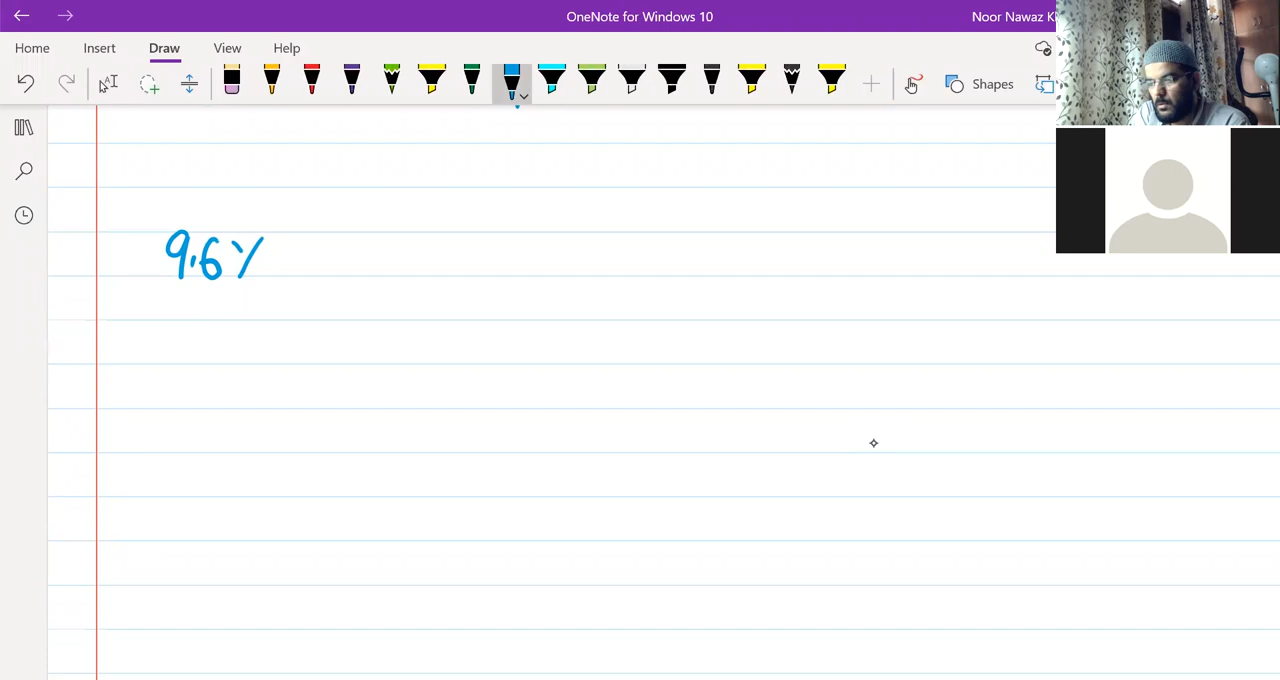 OneNote for Windows 10
Noor Nawaz K
Home Insert Draw View Help
Shapes
9.6%